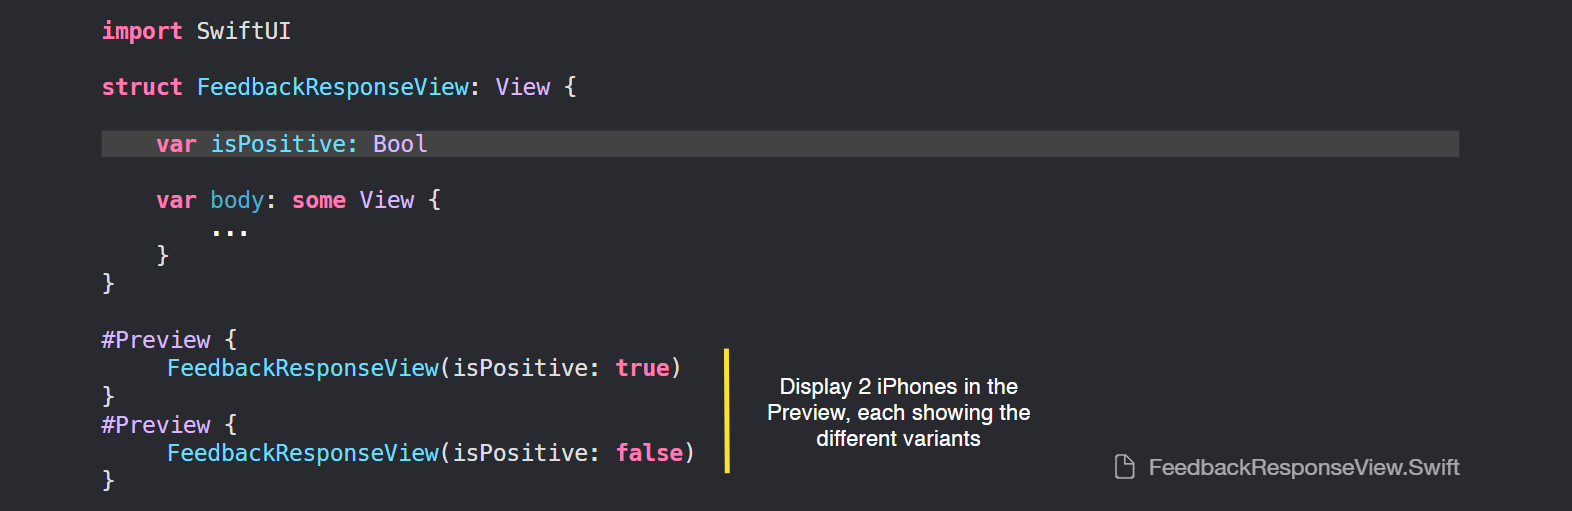 import SwiftUI
struct FeedbackResponseView: View {
var isPositive: Bool
var body: some View {
...
}
}
#Preview {
FeedbackResponseView(isPositive: true)
}
#Preview {
FeedbackResponseView(isPositive: false)
}
Display 2 iPhones in the
Preview, each showing the
different variants
FeedbackResponseView.Swift